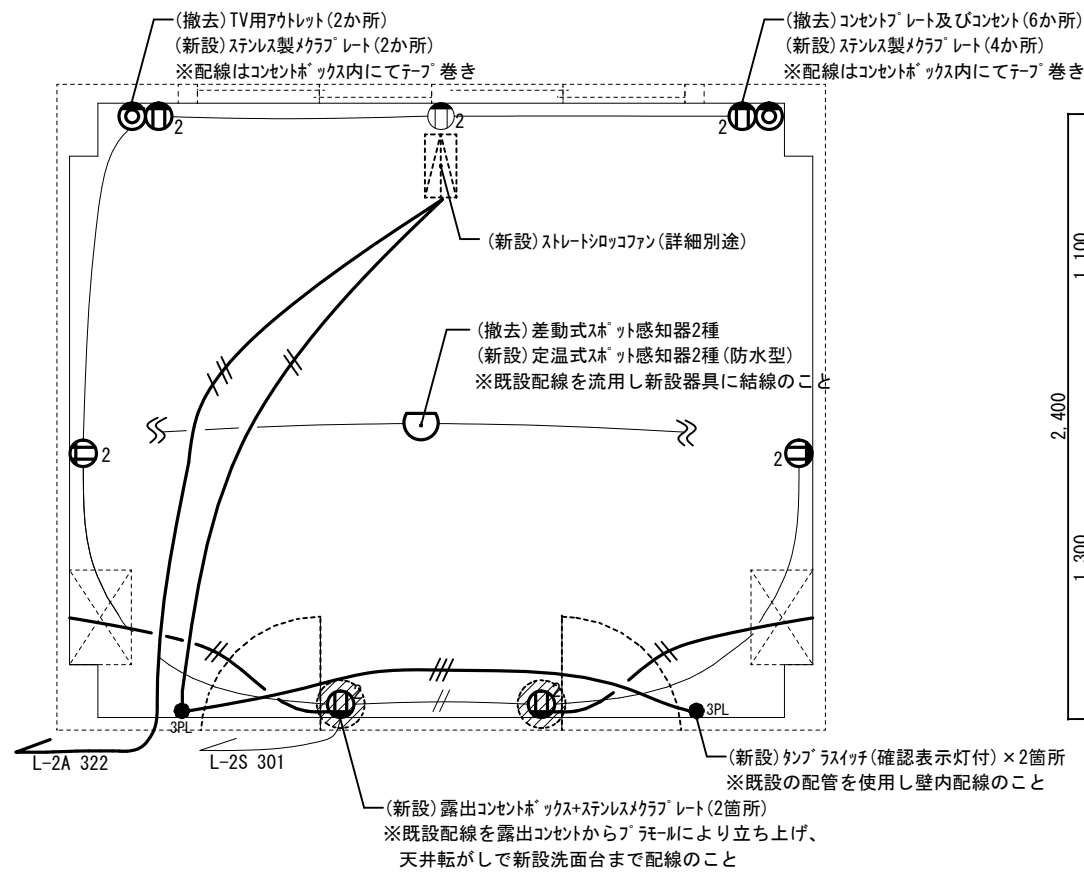 (撤去)TV用ｱｳﾄﾚｯﾄ(2か所)
(新設)ｽﾃﾝﾚｽ製ﾒｸﾗﾌﾟﾚｰﾄ(2か所)
※配線はｺﾝｾﾝﾄﾎﾞｯｸｽ内にてﾃｰﾌﾟ巻き
(撤去)ｺﾝｾﾝﾄﾌﾟﾚｰﾄ及びｺﾝｾﾝﾄ(6か所)
(新設)ｽﾃﾝﾚｽ製ﾒｸﾗﾌﾟﾚｰﾄ(4か所)
※配線はｺﾝｾﾝﾄﾎﾞｯｸｽ内にてﾃｰﾌﾟ巻き
2
2
2
(新設)ｽﾄﾚｰﾄｼﾛｯｺﾌｧﾝ(詳細別途)
1,100
(撤去)差動式ｽﾎﾟｯﾄ感知器2種
(新設)定温式ｽﾎﾟｯﾄ感知器2種(防水型)
※既設配線を流用し新設器具に結線のこと
2,400
2
2
1,300
3PL
3PL
L-2A 322
L-2S 301
(新設)ﾀﾝﾌﾞﾗｽｲｯﾁ(確認表示灯付)×2箇所
※既設の配管を使用し壁内配線のこと
(新設)露出ｺﾝｾﾝﾄﾎﾞｯｸｽ+ｽﾃﾝﾚｽﾒｸﾗﾌﾟﾚｰﾄ(2箇所)
※既設配線を露出ｺﾝｾﾝﾄからﾌﾟﾗﾓｰﾙにより立ち上げ、
天井転がしで新設洗面台まで配線のこと